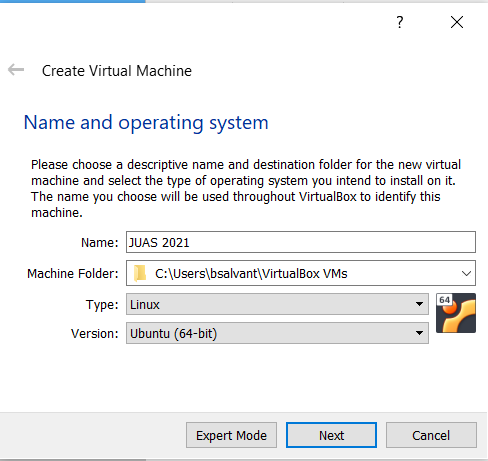 ?
Create Virtual Machine
Name and operating system
Please choose a descriptive name and destination folder for the new virtual
machine and select the type of operating system you intend to install on it.
The name you choose will be used throughout VirtualBox to identify this
machine.
Name: JUAS 2021
Machine Folder: C:\Users\bsalvant\VirtualBox VMs
Type: Linux
64
Version: Ubuntu (64-bit)
Expert Mode Next Cancel